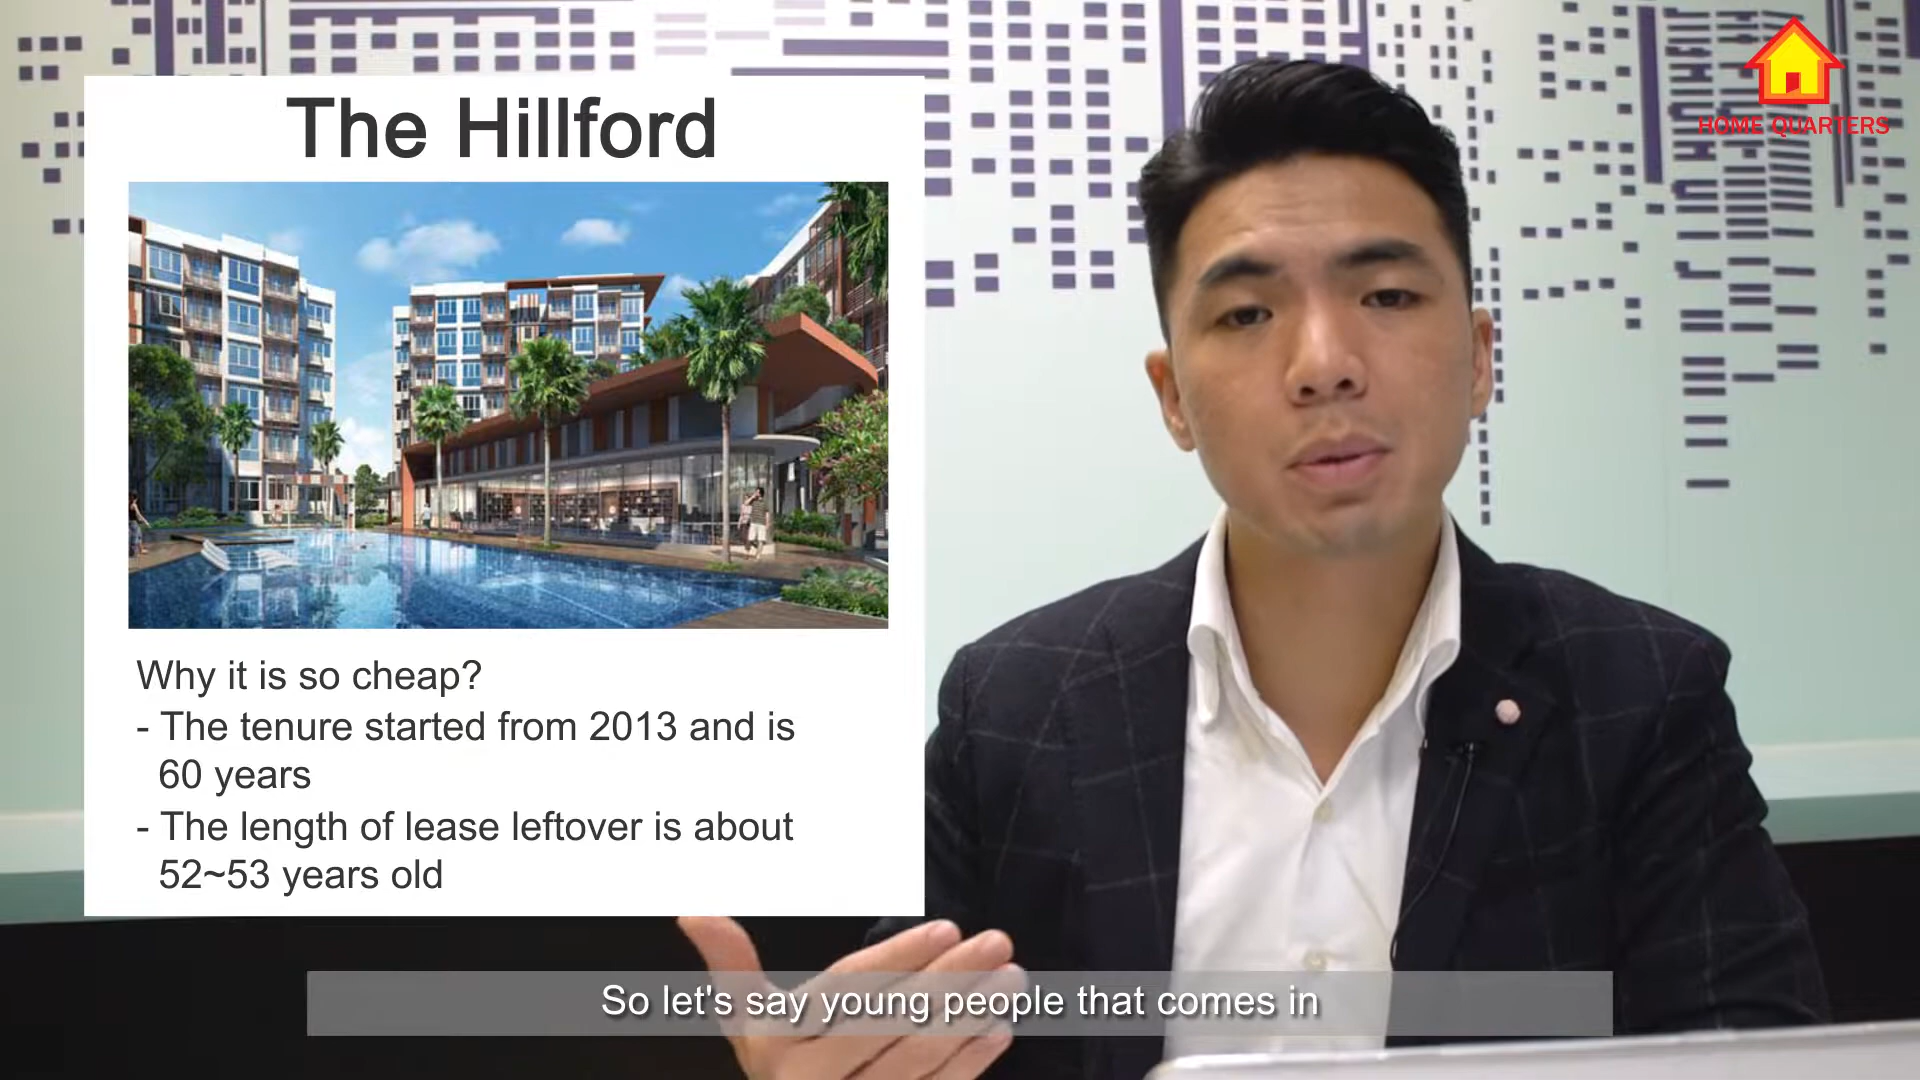 The Hillford
HOME QUARTERS
Why it is so cheap?
- The tenure started from 2013 and is
60 years
- The length of lease leftover is about
52~53 years old
So let's say young people that comes in